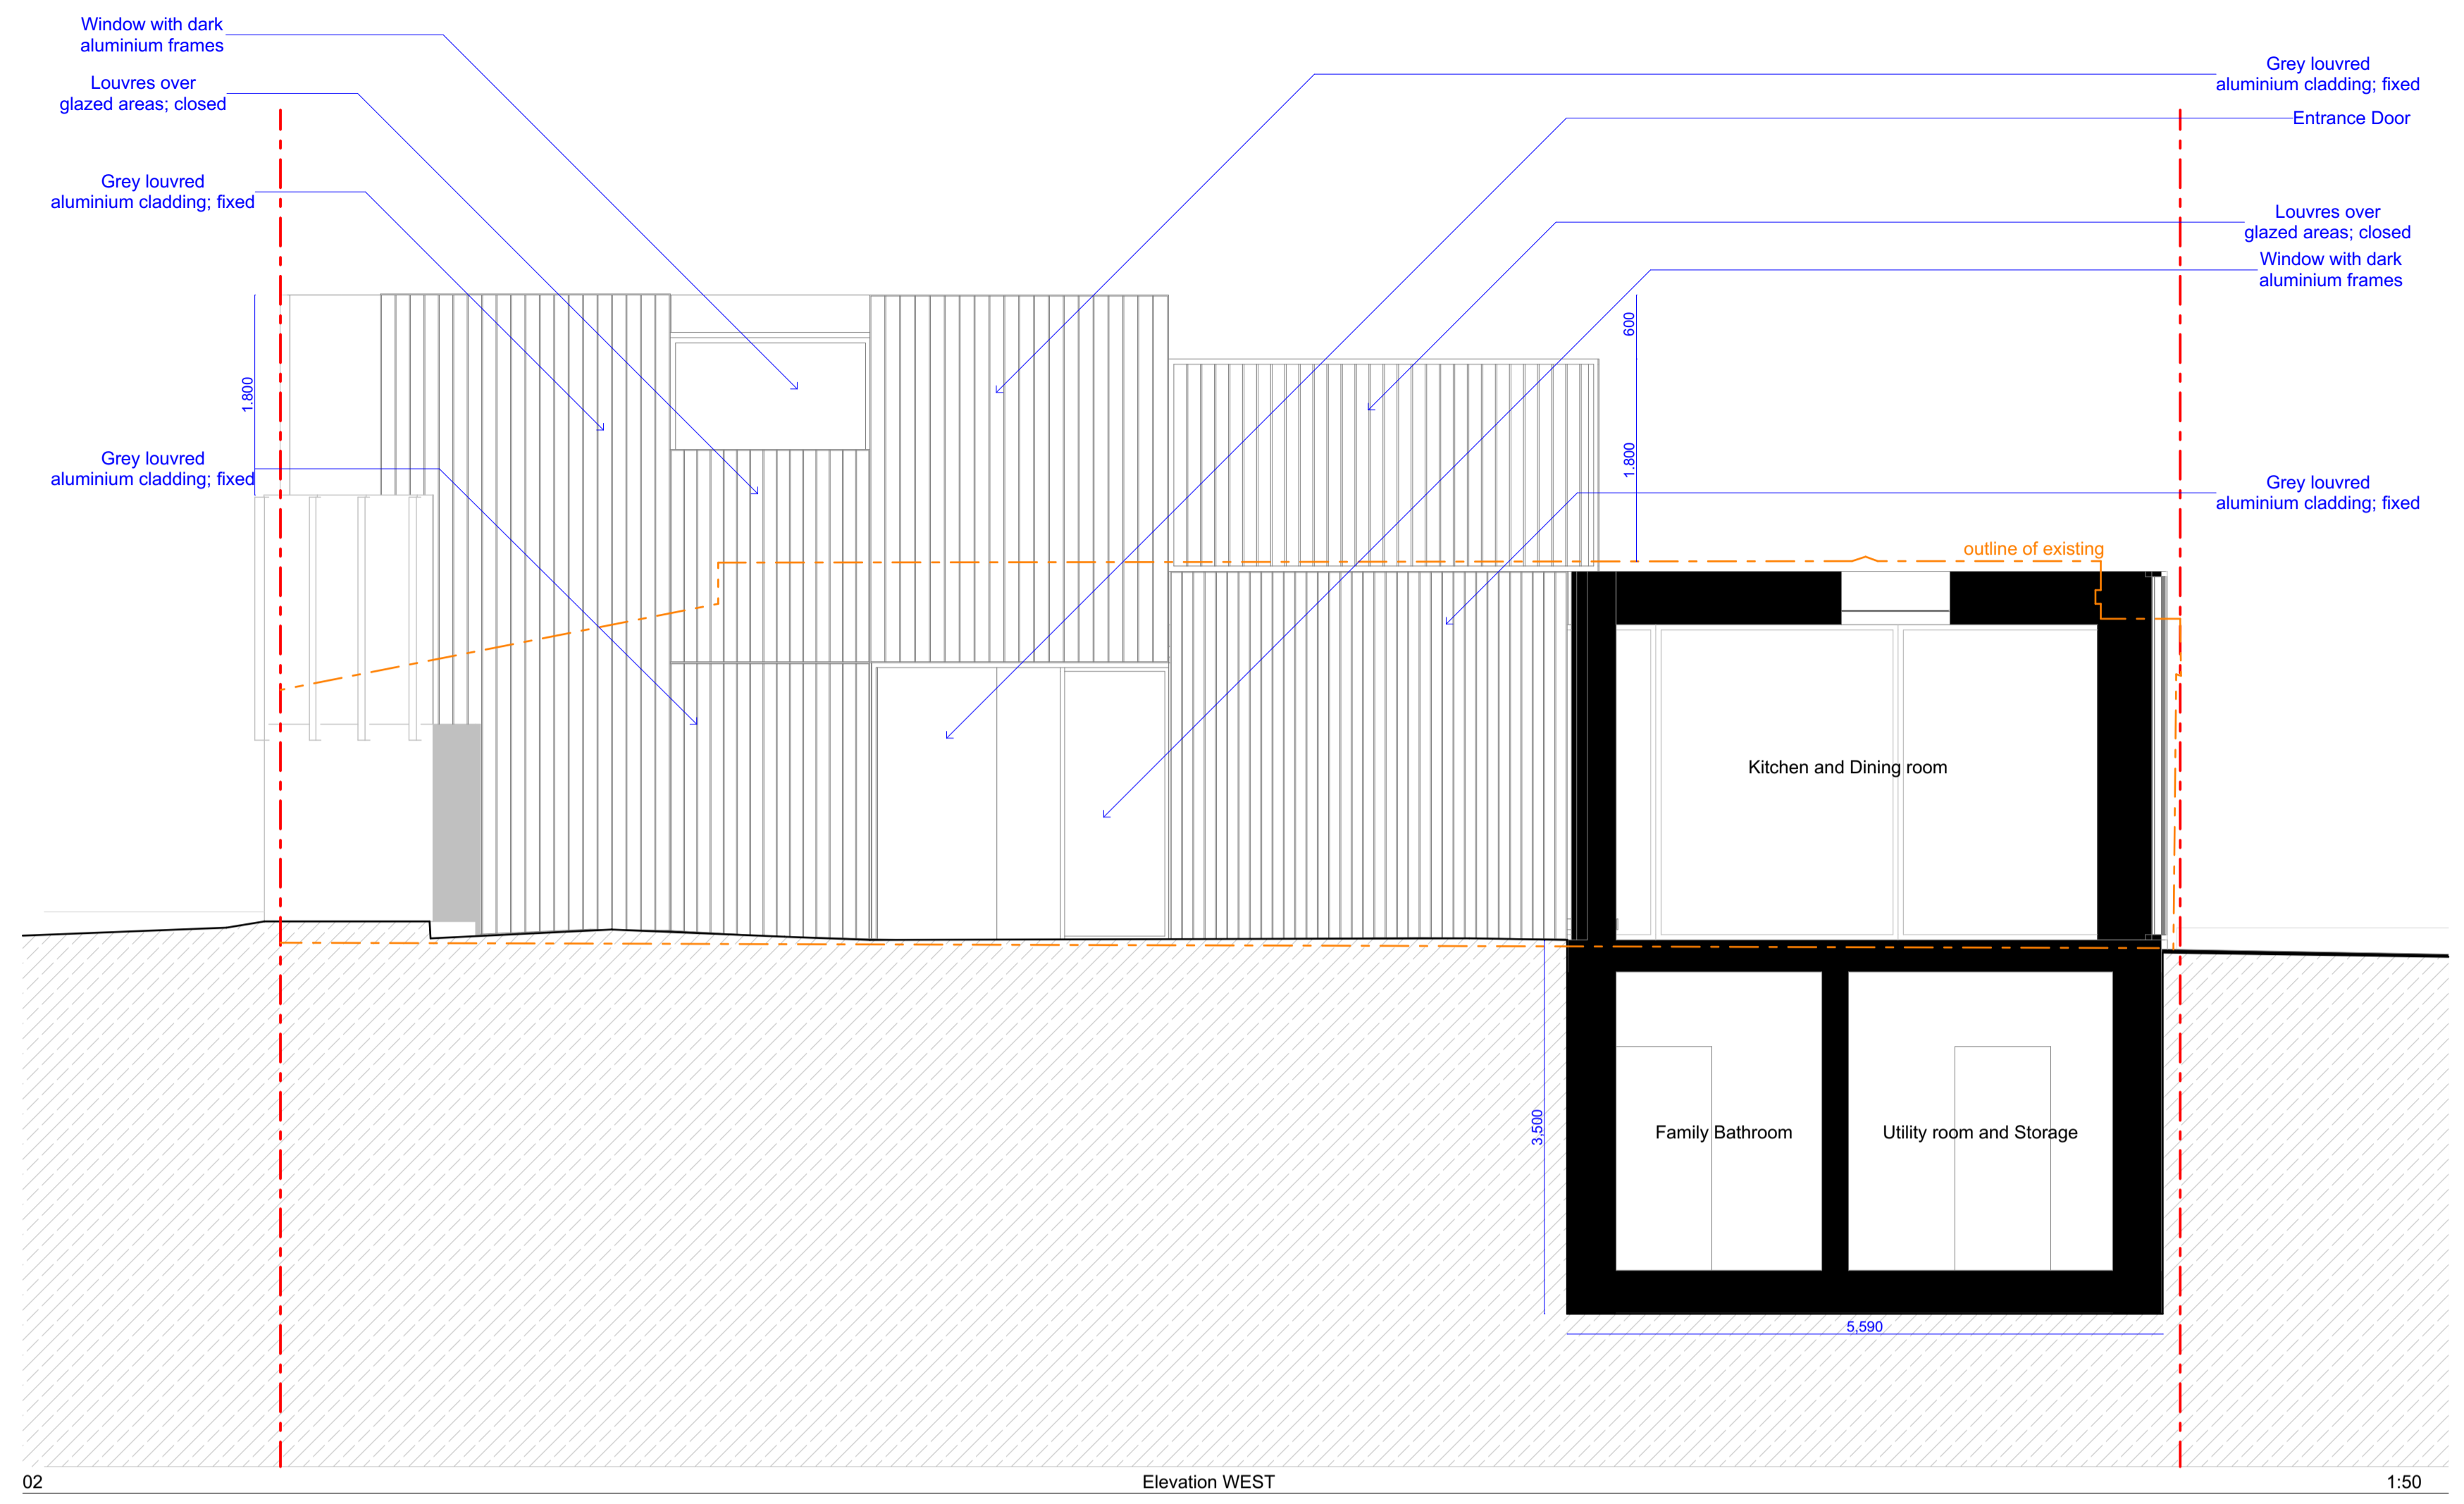 Window with dark
aluminium frames
Louvres over
glazed areas; closed
Grey louvred
aluminium cladding; fixed
Grey louvred
aluminium cladding; fixed
Grey louvred
aluminium cladding; fixed
Entrance Door
Louvres over
glazed areas; closed
Window with dark
aluminium frames
Grey louvred
aluminium cladding; fixed
1.800
600
1.800
outline of existing
Kitchen and Dining room
Family Bathroom
Utility room and Storage
3,500
5,590
02
Elevation WEST
1:50